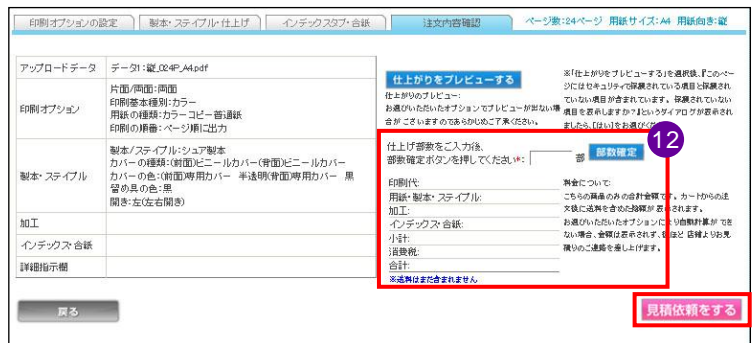 印刷オプションの設定
製本・ステイプル・仕上げ
インデックスタブ・合紙
注文内容確認
ページ数:24ページ 用紙サイズ:A4 用紙向き:縦
アップロードデータ
データ1:縦_024P_A4.pdf
印刷オプション
片面/両面:両面
印刷基本種別:カラー
用紙の種類:カラーコピー普通紙
印刷の順番:ページ順に出力
製本・ステイプル
製本/ステイプル:シュア製本
カバーの種類:(前面)ビニールカバー(背面)ビニールカバー
カバーの色:(前面)専用カバー 半透明(背面)専用カバー 黒
留め具の色:黒
開き:左(左右開き)
加工
インデックス・合紙
詳細指示欄
仕上がりをプレビューする
仕上がりのプレビュー:
お選びいただいたオプションでプレビューが出ない場
合がございますのであらかじめご了承ください。
※「仕上がりをプレビューする」を選択後、『このペー
ジにはセキュリティで保護されている項目と保護され
ていない項目が含まれています。保護されていない
項目を表示しますか?』というダイアログが表示され
ましたら、[はい]をお選びくだ
仕上げ部数をご入力後、
部数確定ボタンを押してください※:
部
部数確定
12
印刷代:
用紙・製本・ステイプル:
加工:
インデックス・合紙:
小計:
消費税:
合計:
※送料はまだ含まれません
料金について:
こちらの商品のみの合計金額です。カートからの注
文後に送料を含めた総額が表示されます。
お選びいただいたオプションにより自動計算ができ
ない場合、金額は表示されず、後ほど店舗よりお見
積りのご連絡を差し上げます。
戻る
見積依頼をする